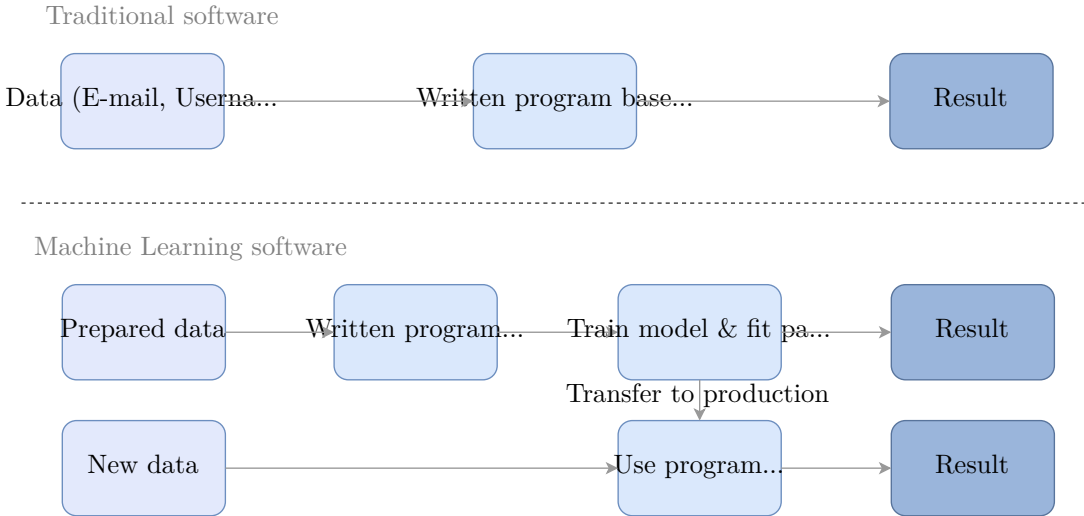 Traditional software
Data (E-mail, Userna...
Written program base...
Result
Machine Learning software
Prepared data
Written program...
Train model & fit pa...
Result
Transfer to production
New data
Use program...
Result